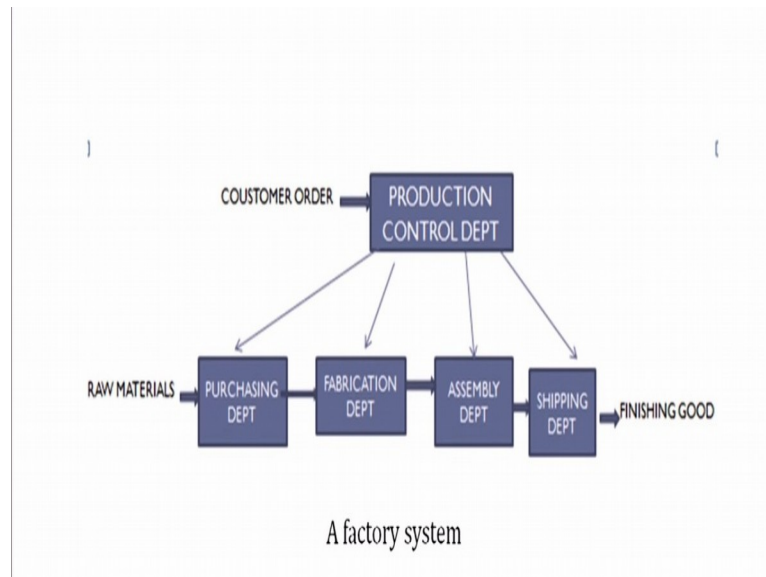 COUSTOMER ORDER
PRODUCTION
CONTROL DEPT
RAW MATERIALS
PURCHASING
DEPT
FABRICATION
DEPT
ASSEMBLY
DEPT
SHIPPING
DEPT
FINISHING GOOD
A factory system